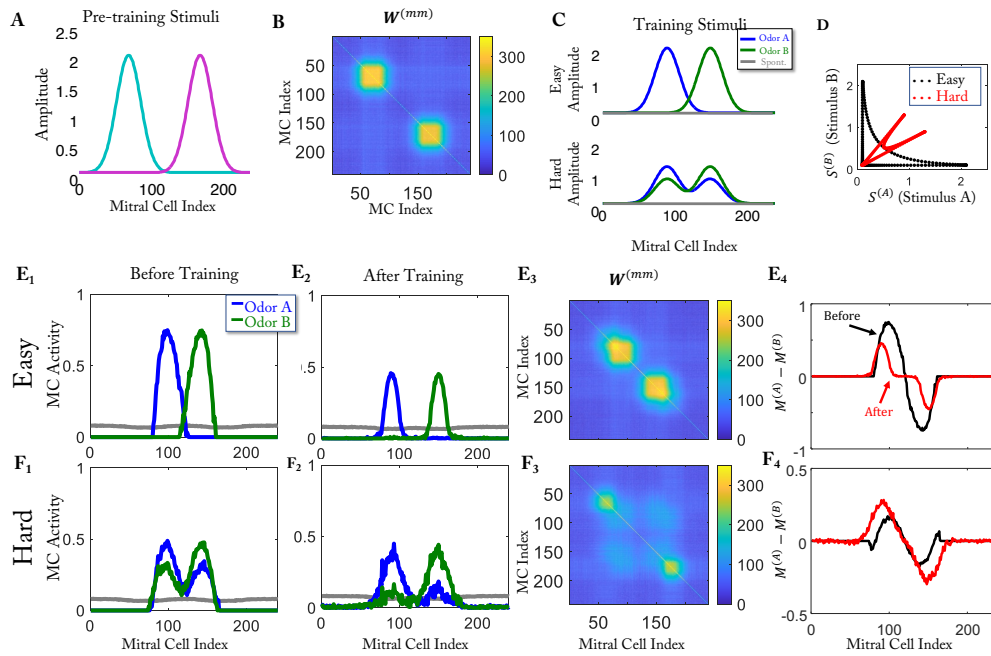 A
Pre-training Stimuli
2.5
2
1.5
1
0.5
0
Amplitude
0 100 200
Mitral Cell Index
B
W^(mm)
50
100
150
200
MC Index
50 150
MC Index
300
200
100
0
C
Training Stimuli
Odor A
Odor B
Spont.
Easy
Amplitude
2
1
0
Hard
Amplitude
2
1
0
0 100 200
Mitral Cell Index
D
Easy
Hard
S^(B) (Stimulus B)
2
1
0
0 1 2
S^(A) (Stimulus A)
E1
Before Training
Odor A
Odor B
Easy
MC Activity
1
0.5
0
0 100 200
E2
After Training
1
0.5
0
0 100 200
E3
W^(mm)
MC Index
50
100
150
200
50 150
300
200
100
0
E4
Before
After
M^(A) − M^(B)
1
0
-1
F1
Hard
MC Activity
1
0.5
0
0 100 200
Mitral Cell Index
F2
1
0.5
0
0 100 200
Mitral Cell Index
F3
MC Index
50
100
150
200
50 150
MC Index
300
200
100
0
F4
M^(A) − M^(B)
0.5
0
-0.5
0 100 200
Mitral Cell Index